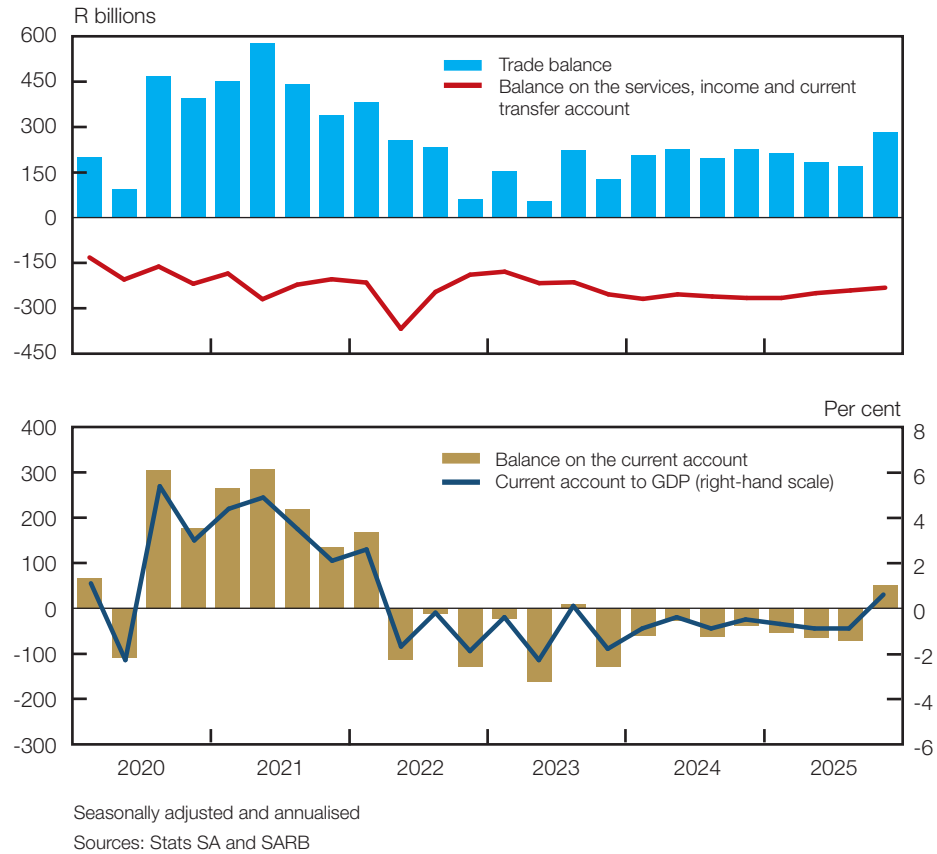 R billions
600
450
300
150
0
-150
-300
-450
Trade balance
Balance on the services, income and current
transfer account
Per cent
400
300
200
100
0
-100
-200
-300
Balance on the current account
Current account to GDP (right-hand scale)
8
6
4
2
0
-2
-4
-6
2020 2021 2022 2023 2024 2025
Seasonally adjusted and annualised
Sources: Stats SA and SARB